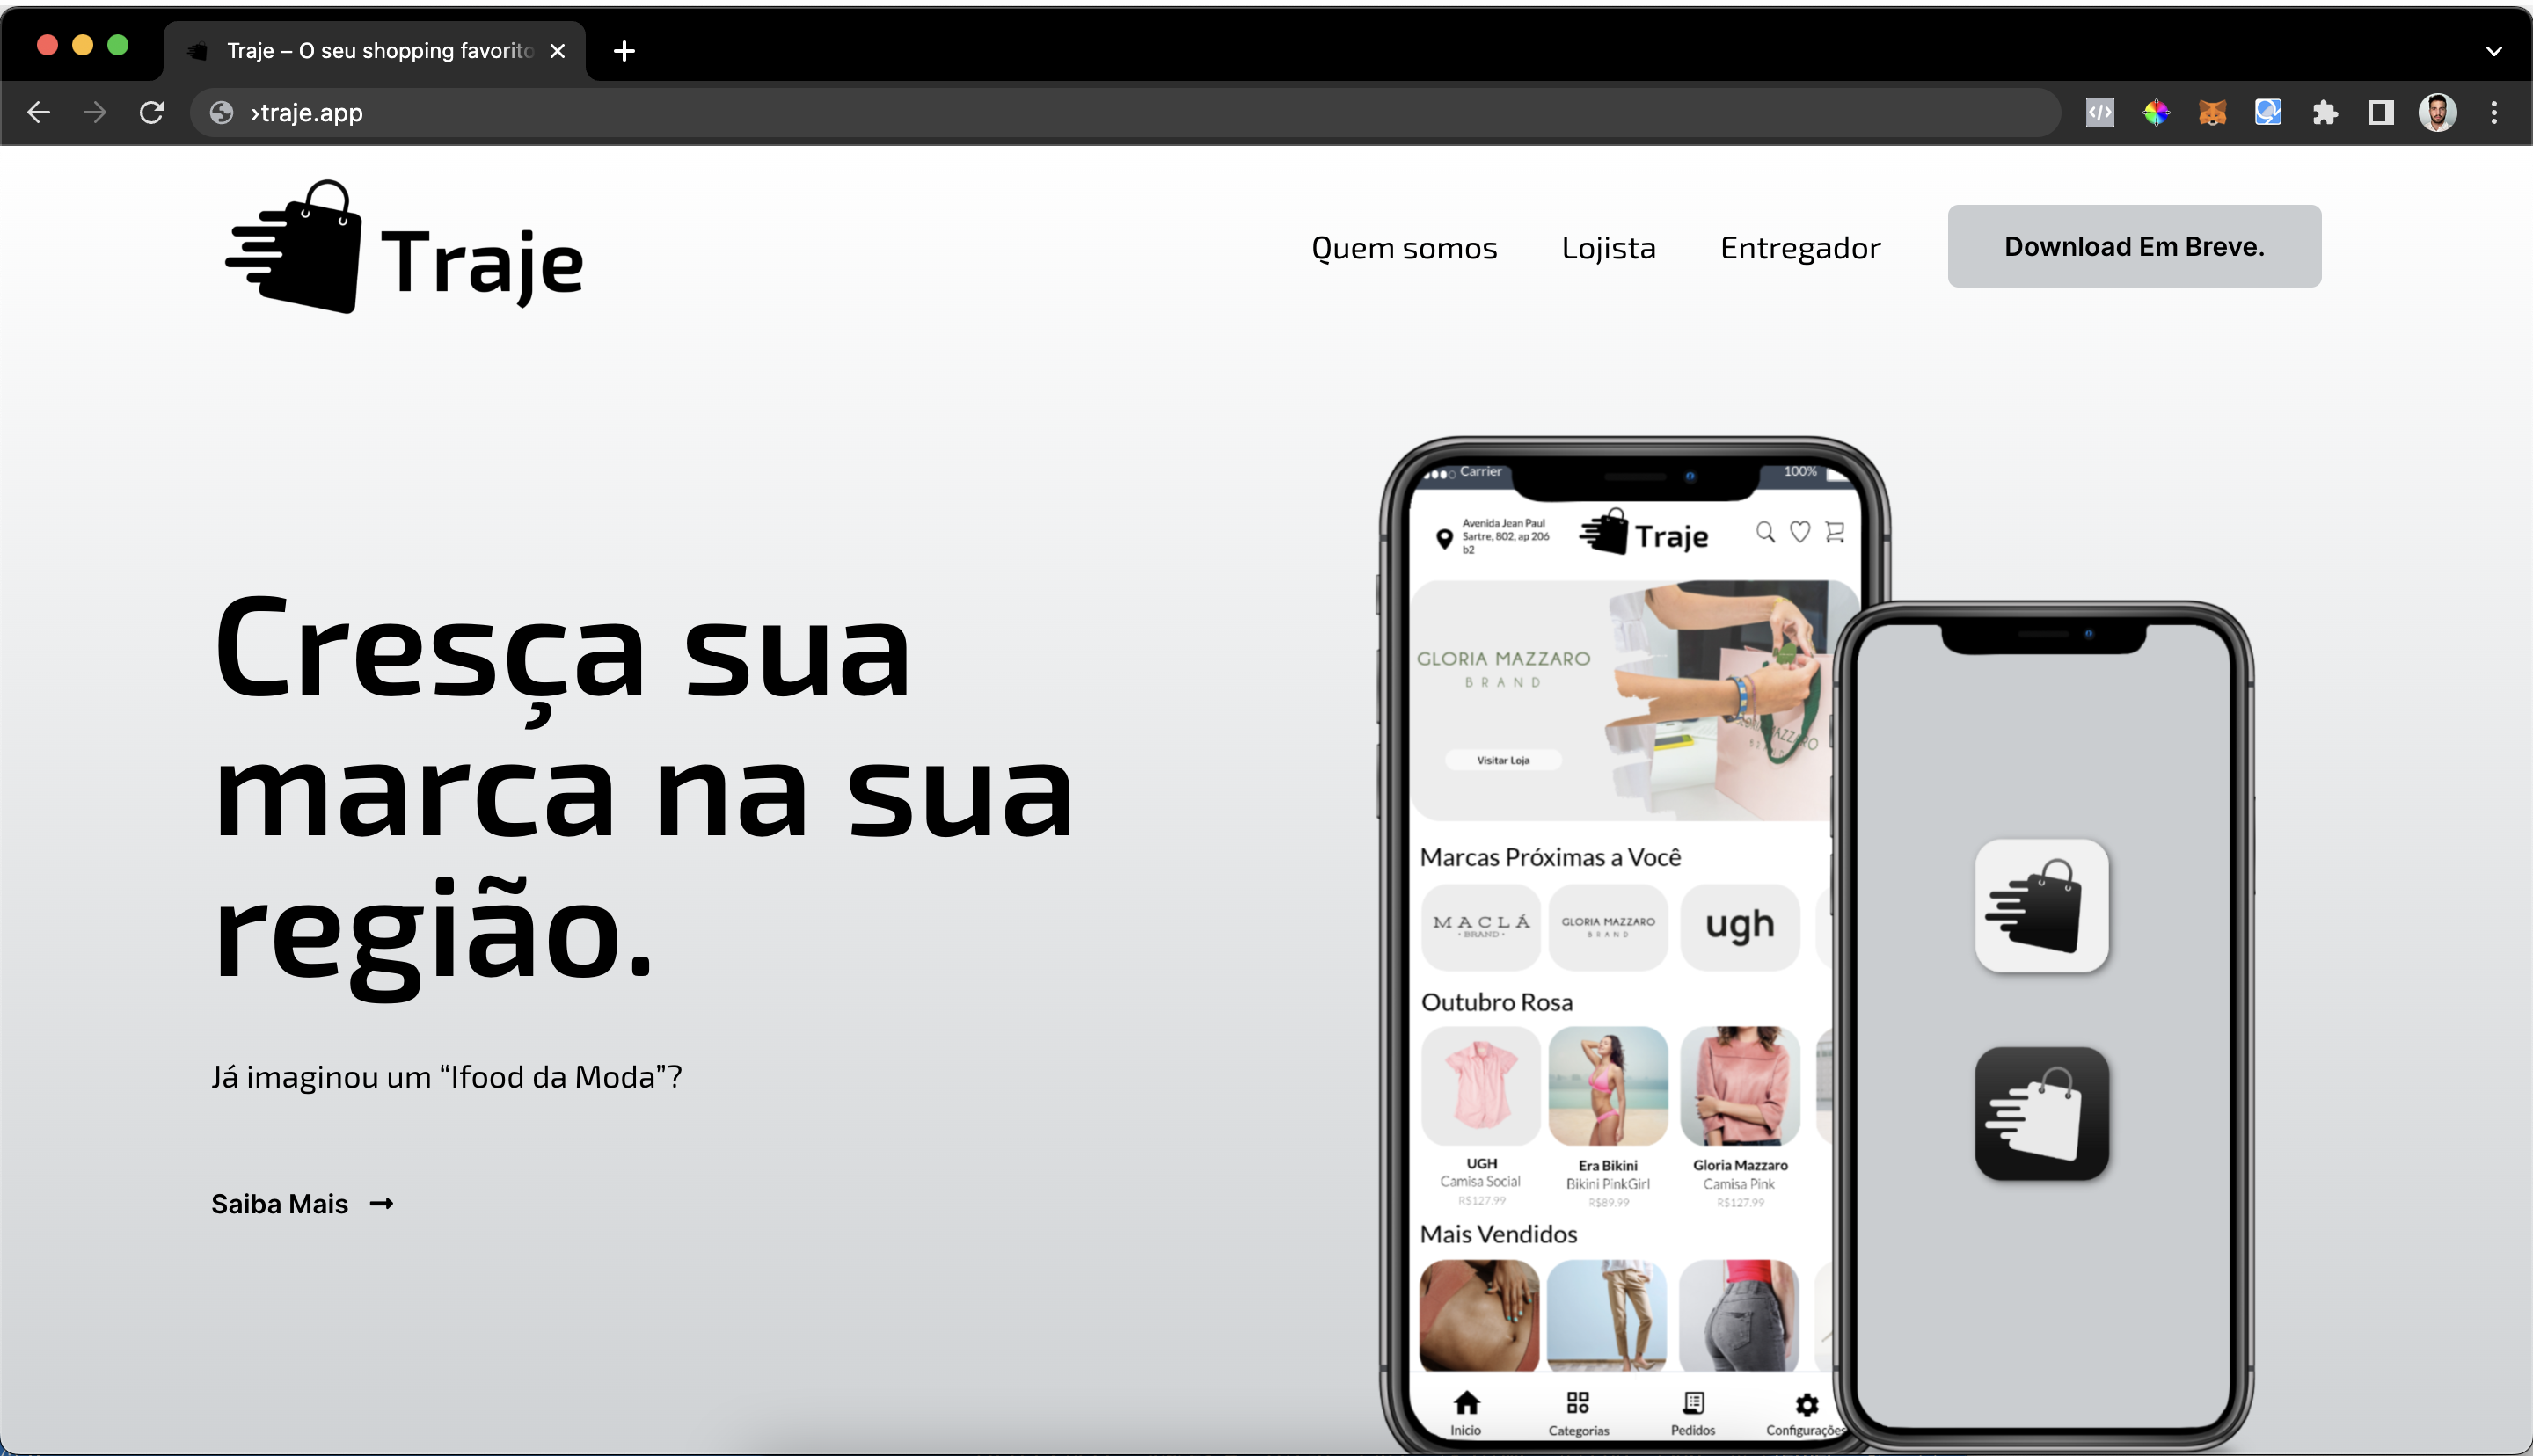 Traje – O seu shopping favorito
›traje.app
Traje
Quem somos
Lojista
Entregador
Download Em Breve.
Cresça sua
marca na sua
região.
Já imaginou um “Ifood da Moda”?
Saiba Mais
Carrier
100%
Avenida Jean Paul
Sartre, 802, ap 206
b2
Traje
GLORIA MAZZARO
BRAND
Visitar Loja
Marcas Próximas a Você
MACLÁ
·BRAND·
GLORIA MAZZARO
BRAND
ugh
Outubro Rosa
UGH
Camisa Social
R$127.99
Era Bikini
Bikini PinkGirl
R$89.99
Gloria Mazzaro
Camisa Pink
R$127.99
Mais Vendidos
Inicio
Categorias
Pedidos
Configurações